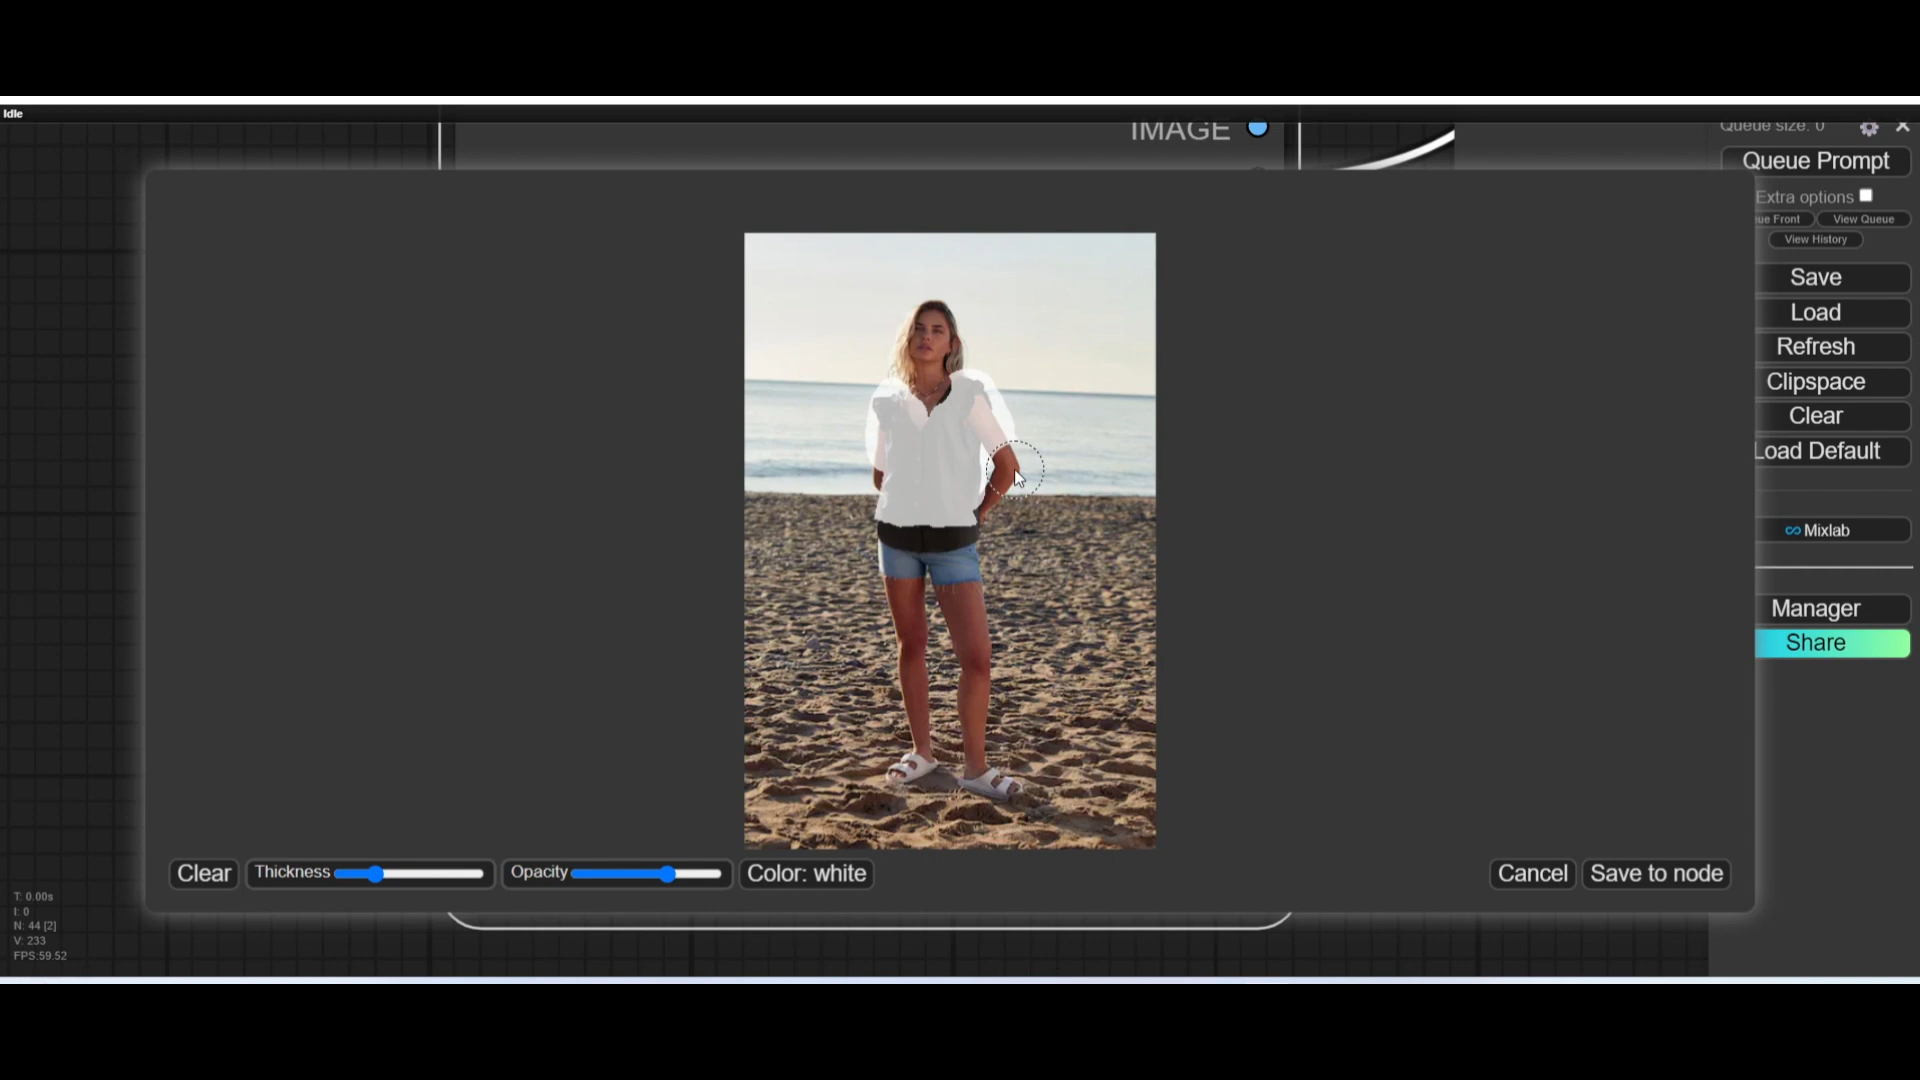 Idle
IMAGE
Queue size: 0
Queue Prompt
Extra options
ue Front
View Queue
View History
Save
Load
Refresh
Clipspace
Clear
Load Default
Mixlab
Manager
Share
Clear
Thickness
Opacity
Color: white
Cancel
Save to node
T: 0.00s
I: 0
N: 44 [2]
V: 233
FPS:59.52